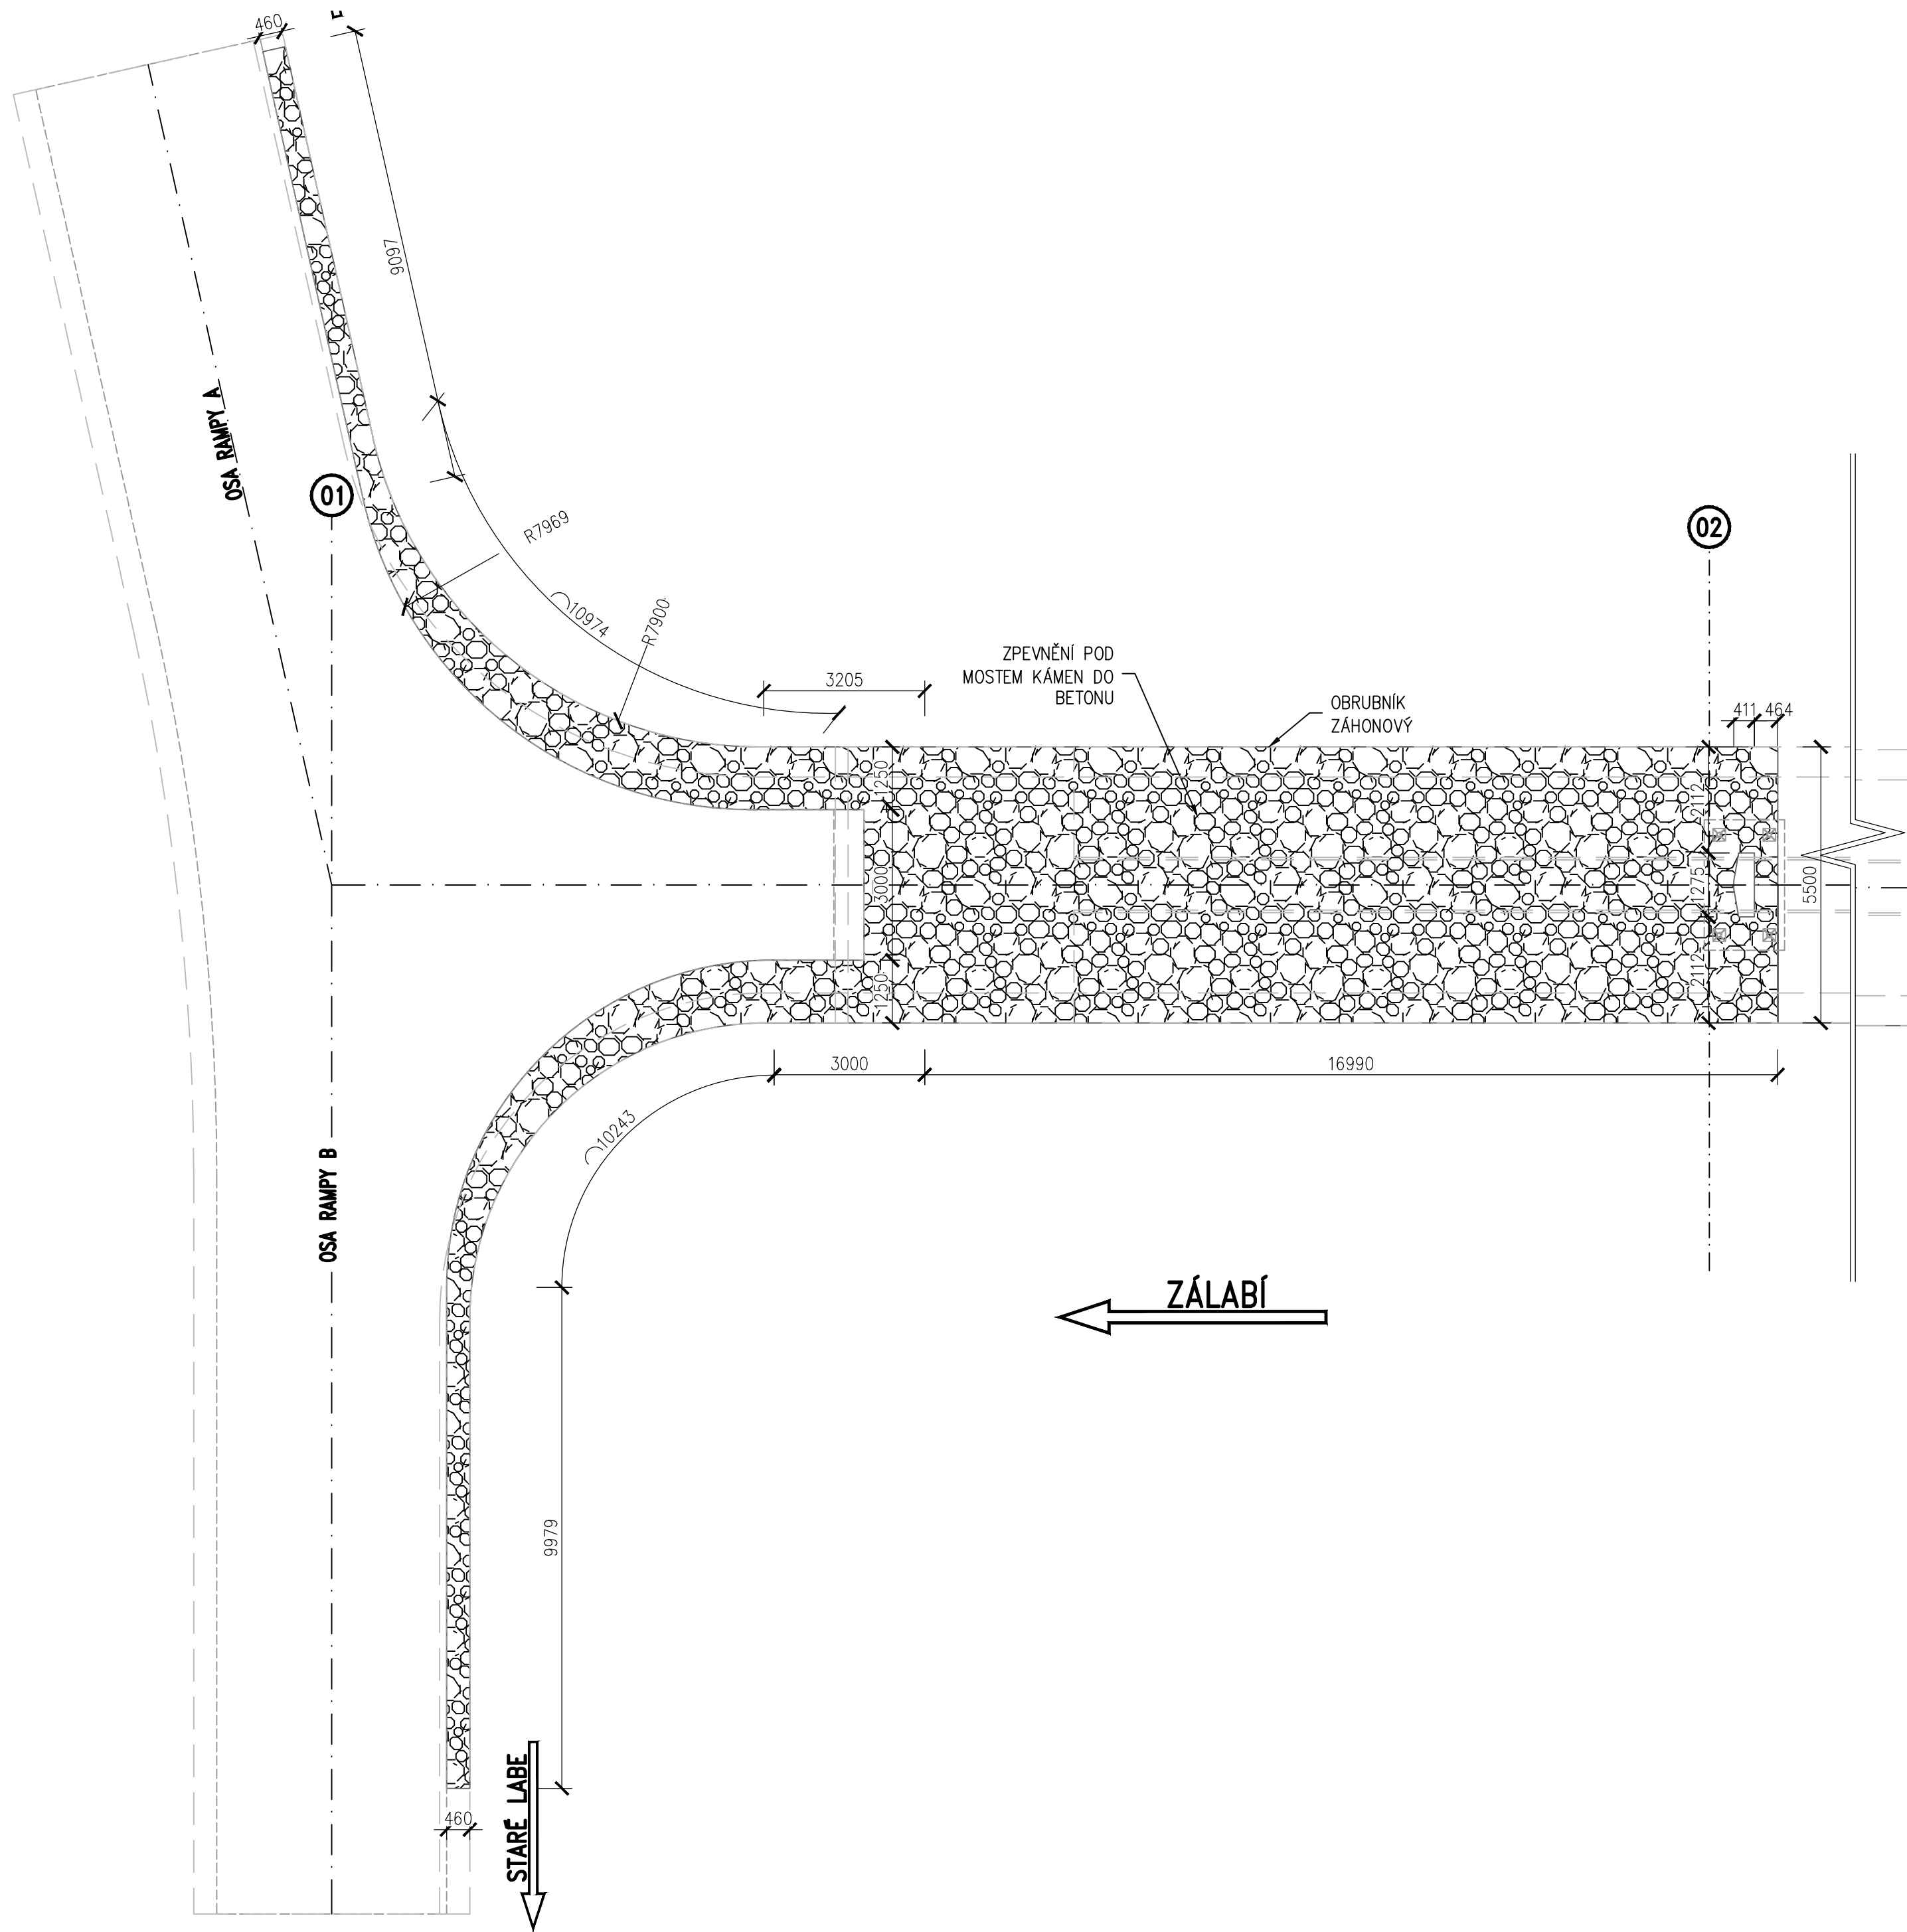 460
9097
OSA RAMPY A
01
R7969
10974
R7900
3205
ZPEVNĚNÍ POD
MOSTEM KÁMEN DO
BETONU
OBRUBNÍK
ZÁHONOVÝ
02
411
464
1250
3000
1250
2112
1275
2112
5500
3000
16990
10243
OSA RAMPY B
ZÁLABÍ
9979
STARÉ LABE
460